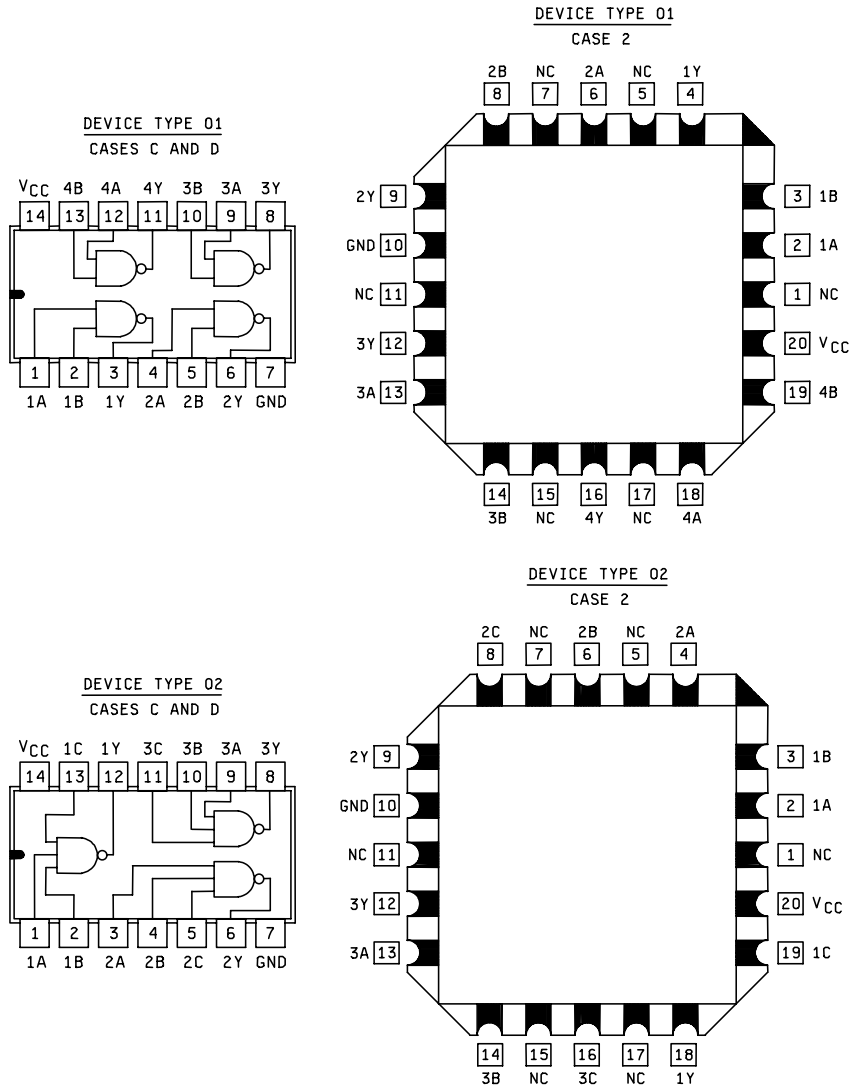 DEVICE TYPE 01
CASES C AND D
VCC 4B 4A 4Y 3B 3A 3Y
14 13 12 11 10 9 8
1 2 3 4 5 6 7
1A 1B 1Y 2A 2B 2Y GND
DEVICE TYPE 01
CASE 2
2B NC 2A NC 1Y
8 7 6 5 4
2Y 9
GND 10
NC 11
3Y 12
3A 13
3 1B
2 1A
1 NC
20 VCC
19 4B
14 15 16 17 18
3B NC 4Y NC 4A
DEVICE TYPE 02
CASES C AND D
VCC 1C 1Y 3C 3B 3A 3Y
14 13 12 11 10 9 8
1 2 3 4 5 6 7
1A 1B 2A 2B 2C 2Y GND
DEVICE TYPE 02
CASE 2
2C NC 2B NC 2A
8 7 6 5 4
2Y 9
GND 10
NC 11
3Y 12
3A 13
3 1B
2 1A
1 NC
20 VCC
19 1C
14 15 16 17 18
3B NC 3C NC 1Y